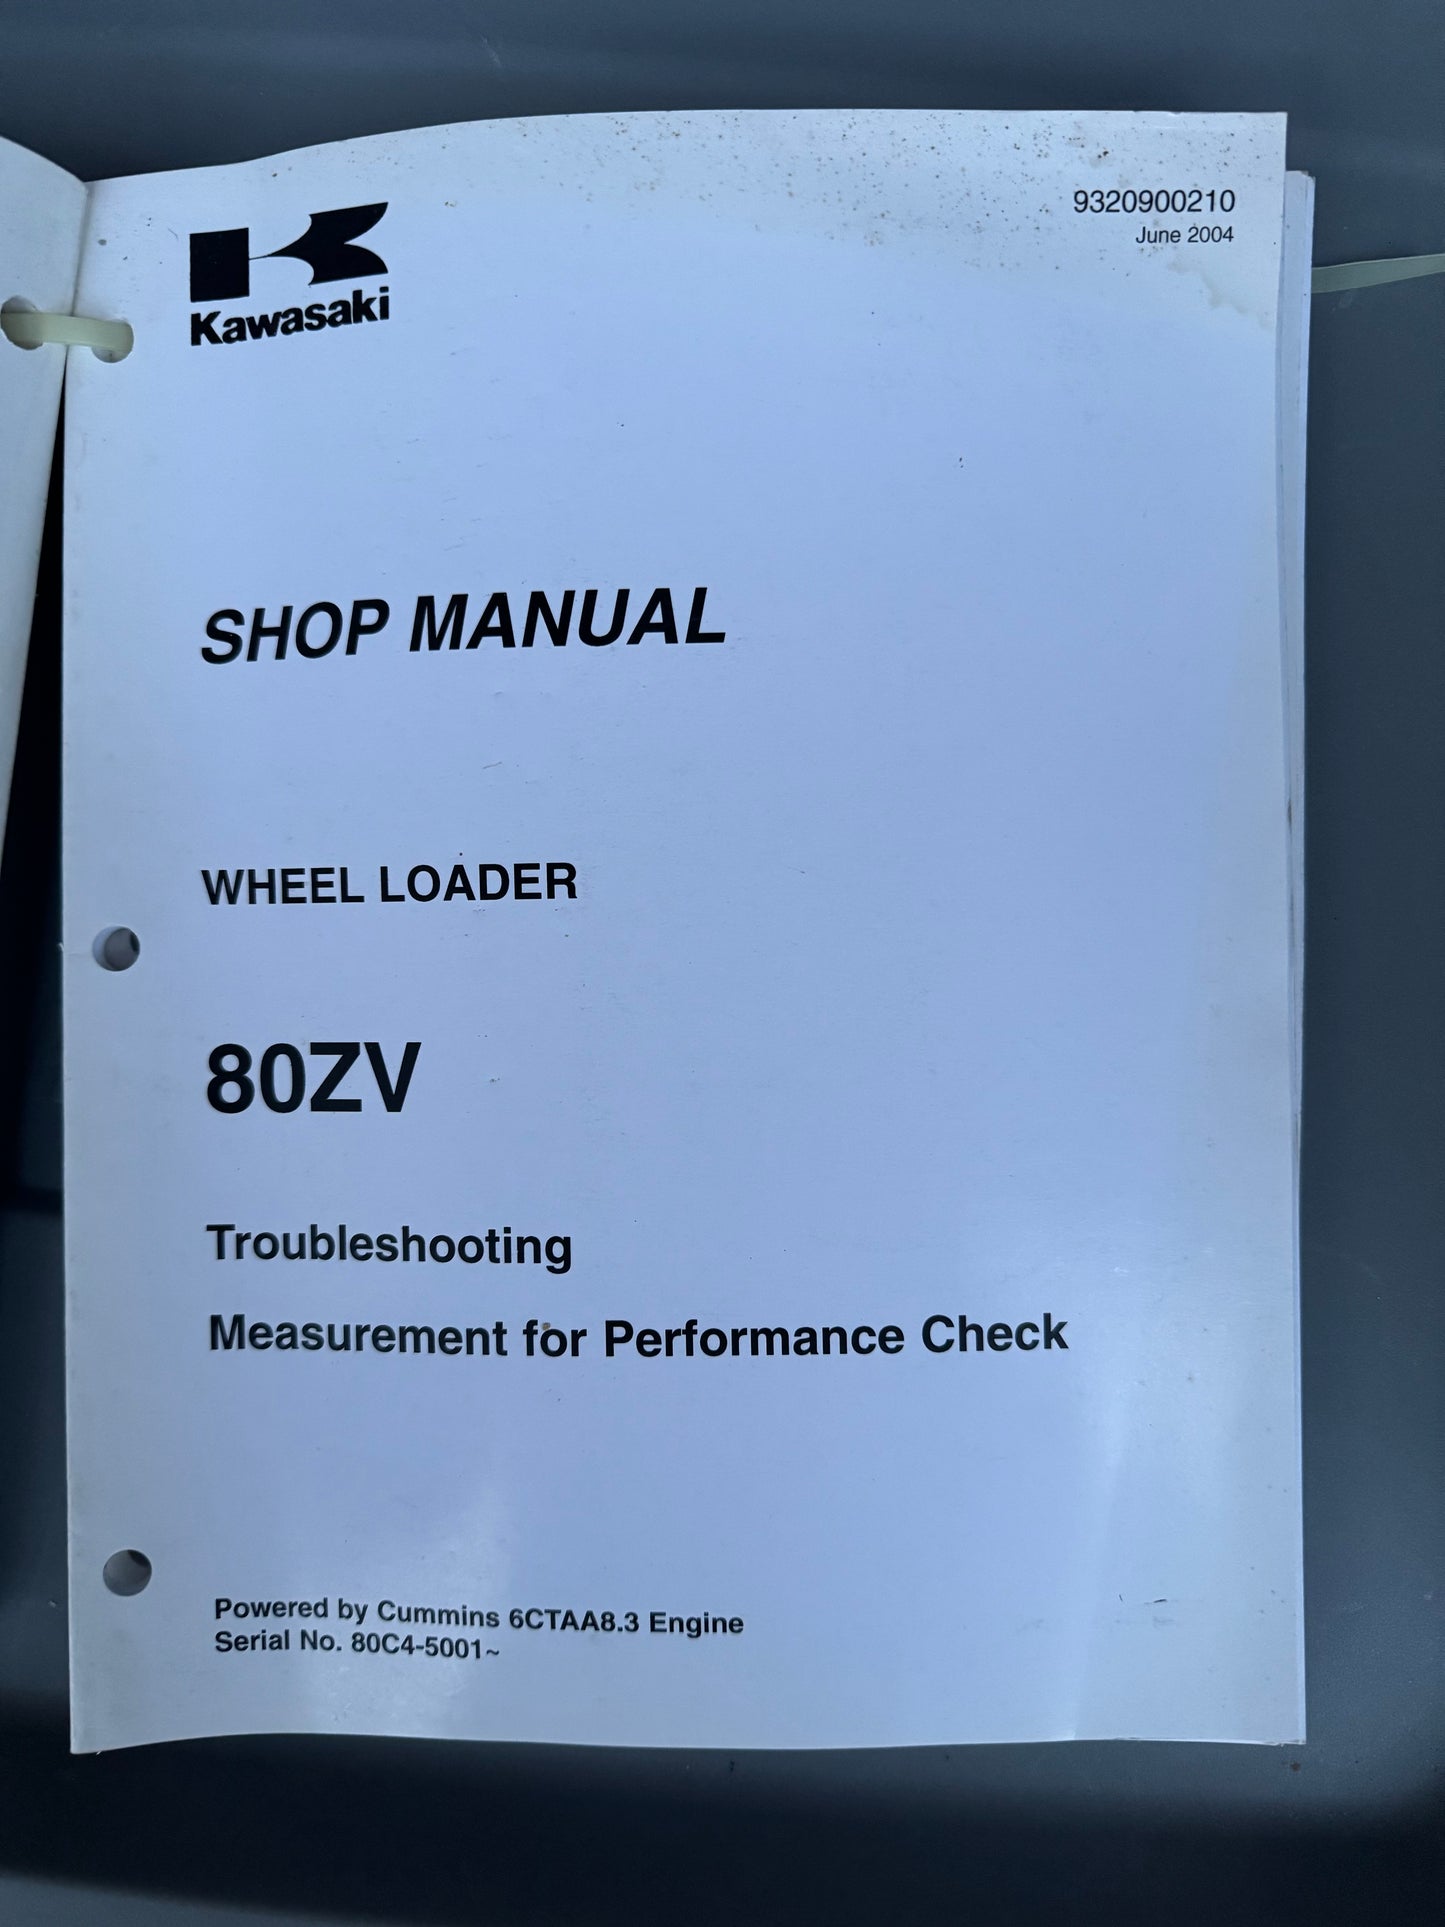 9320900210
June 2004
Kawasaki
SHOP MANUAL
WHEEL LOADER
80ZV
Troubleshooting
Measurement for Performance Check
Powered by Cummins 6CTAA8.3 Engine
Serial No. 80C4-5001~